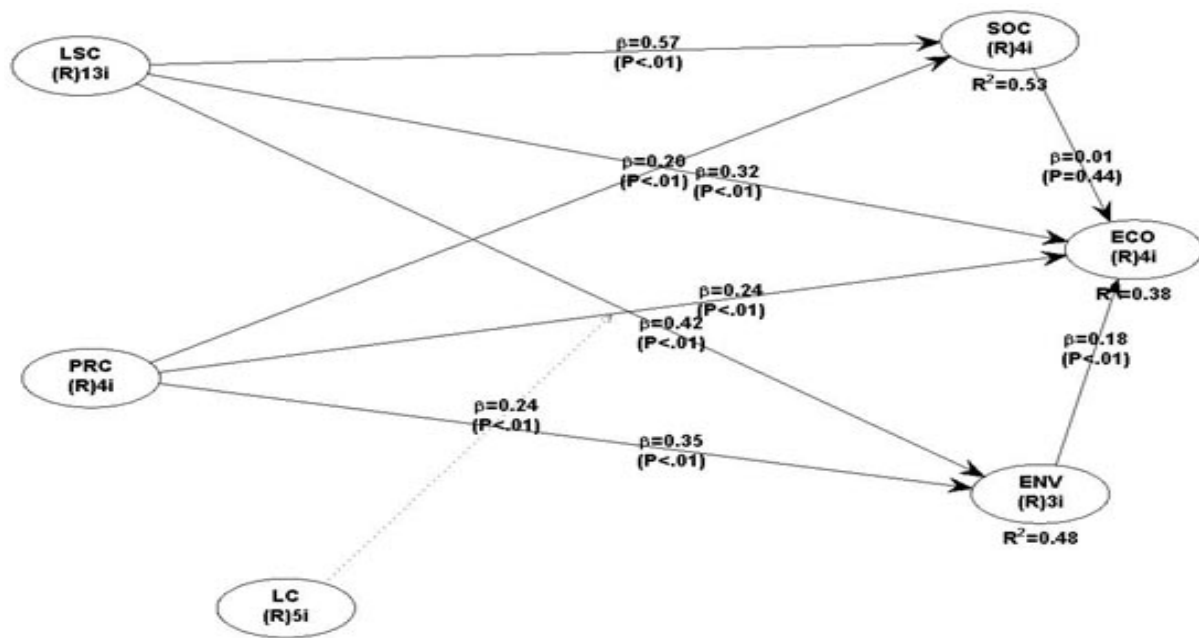 LSC
(R)13i
SOC
(R)4i
R²=0.53
β=0.57
(P<.01)
β=0.20
(P<.01)
β=0.32
(P<.01)
β=0.01
(P=0.44)
ECO
(R)4i
R²=0.38
β=0.24
(P<.01)
β=0.42
(P<.01)
β=0.18
(P<.01)
PRC
(R)4i
β=0.24
(P<.01)
β=0.35
(P<.01)
ENV
(R)3i
R²=0.48
LC
(R)5i